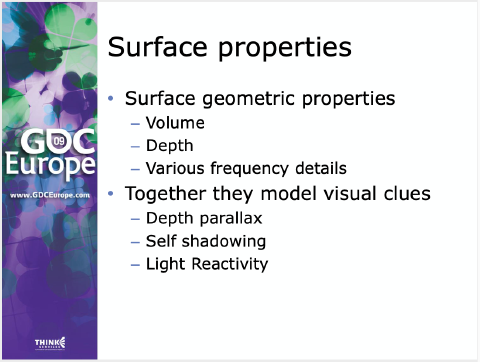 Surface properties
• Surface geometric properties
– Volume
– Depth
– Various frequency details
• Together they model visual clues
– Depth parallax
– Self shadowing
– Light Reactivity
GDC
09
Europe
www.GDCEurope.com
THINK